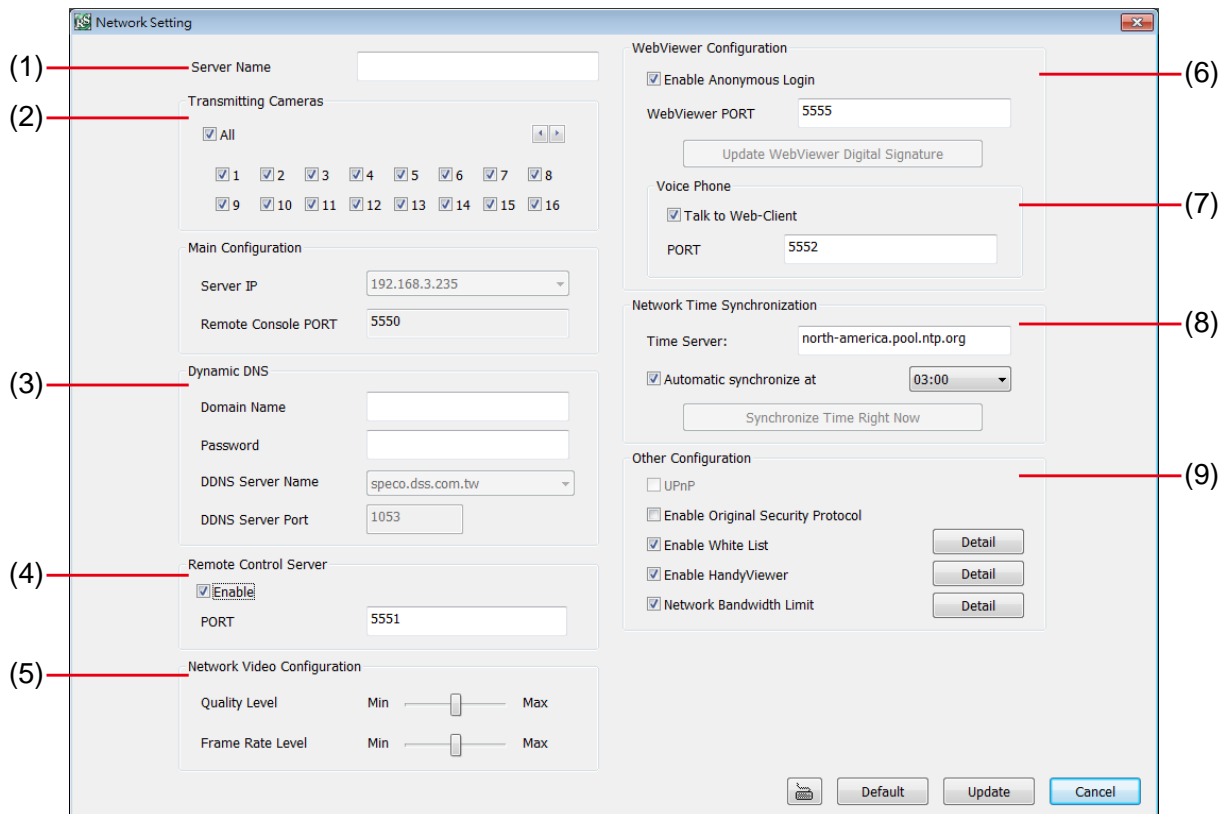 Network Setting
(1)
Server Name
(2)
Transmitting Cameras
All
1 2 3 4 5 6 7 8
9 10 11 12 13 14 15 16
Main Configuration
Server IP 192.168.3.235
Remote Console PORT 5550
(3)
Dynamic DNS
Domain Name
Password
DDNS Server Name speco.dss.com.tw
DDNS Server Port 1053
(4)
Remote Control Server
Enable
PORT 5551
(5)
Network Video Configuration
Quality Level Min Max
Frame Rate Level Min Max
WebViewer Configuration
(6)
Enable Anonymous Login
WebViewer PORT 5555
Update WebViewer Digital Signature
Voice Phone
(7)
Talk to Web-Client
PORT 5552
Network Time Synchronization
(8)
Time Server: north-america.pool.ntp.org
Automatic synchronize at 03:00
Synchronize Time Right Now
Other Configuration
(9)
UPnP
Enable Original Security Protocol
Enable White List Detail
Enable HandyViewer Detail
Network Bandwidth Limit Detail
Default Update Cancel